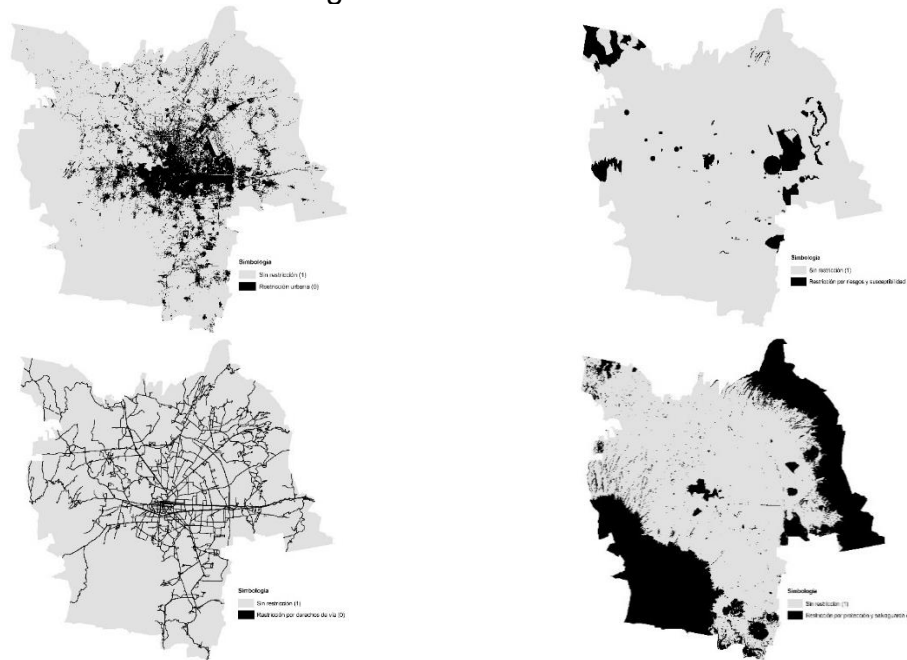 Simbología
Sin restricción (1)
Restricción urbana (0)
Simbología
Sin restricción (1)
Restricción por riesgos y susceptibilidad
Simbología
Sin restricción (1)
Restricción por derechos de vía (0)
Simbología
Sin restricción (1)
Restricción por protección y salvaguarda